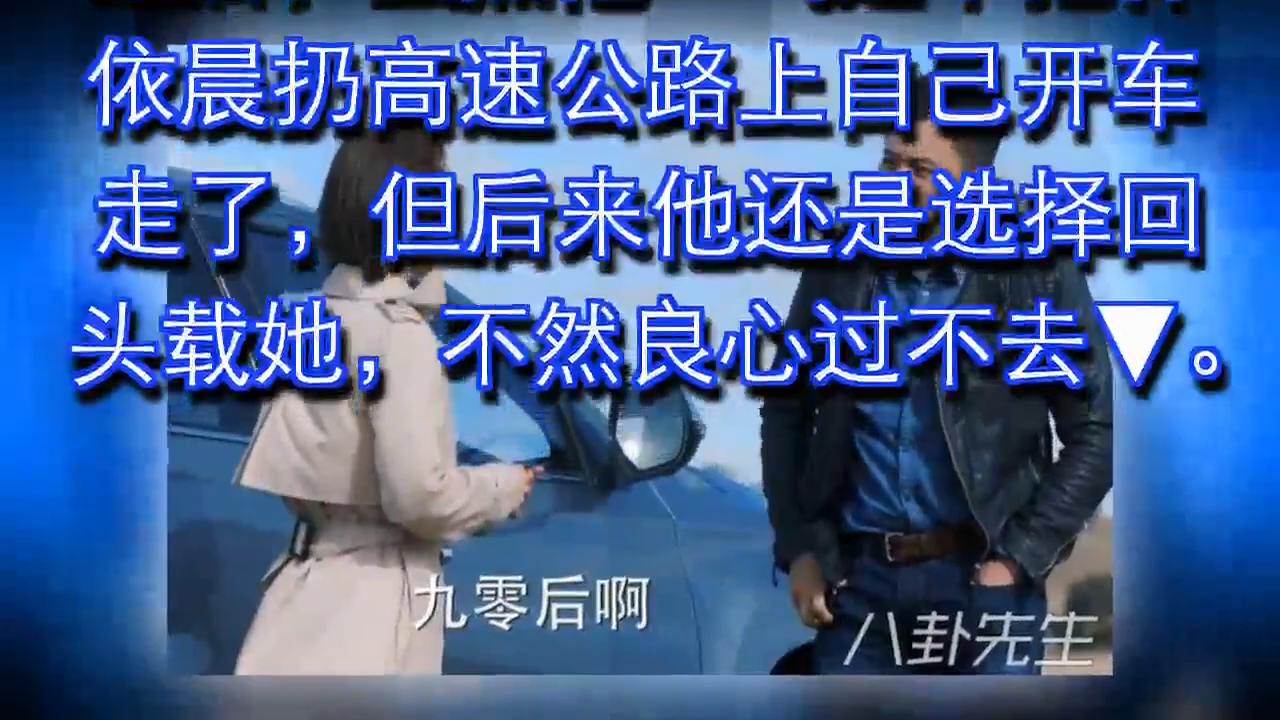 依晨扔高速公路上自己开车
走了，但后来他还是选择回
头载她，不然良心过不去▼。
九零后啊
八卦先生